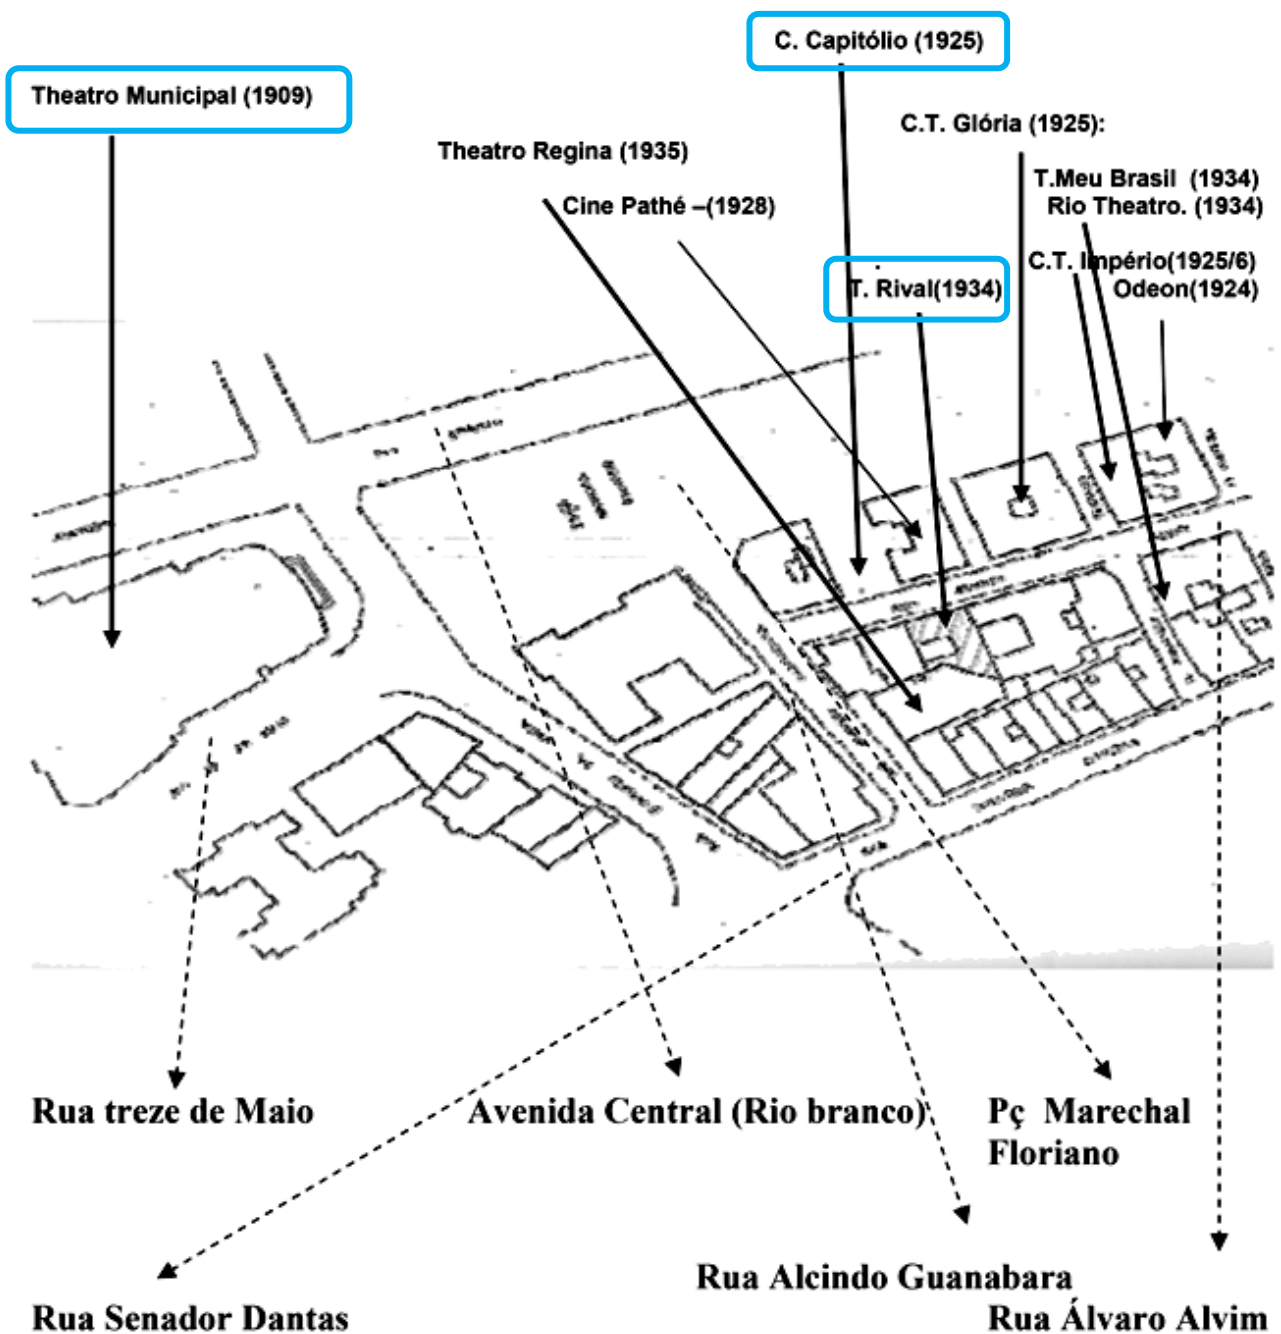 C. Capitólio (1925)
Theatro Municipal (1909)
C.T. Glória (1925):
Theatro Regina (1935)
T.Meu Brasil (1934)
Cine Pathé –(1928)
Rio Theatro. (1934)
C.T. Império(1925/6)
T. Rival(1934)
Odeon(1924)
Rua treze de Maio
Avenida Central (Rio branco)
Pç Marechal
Floriano
Rua Alcindo Guanabara
Rua Senador Dantas
Rua Álvaro Alvim